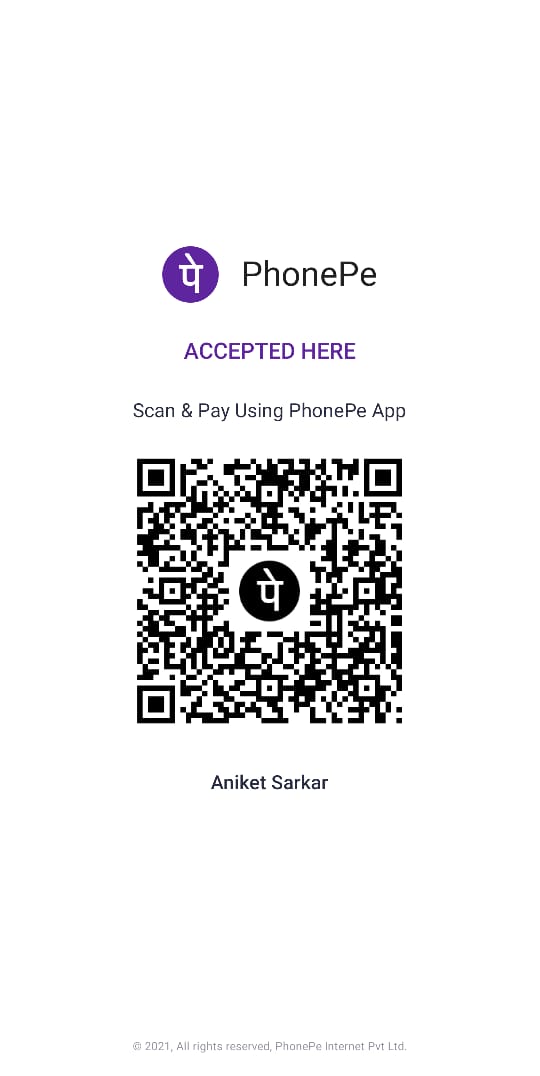 पे PhonePe
ACCEPTED HERE
Scan & Pay Using PhonePe App
पे
Aniket Sarkar
© 2021, All rights reserved, PhonePe Internet Pvt Ltd.